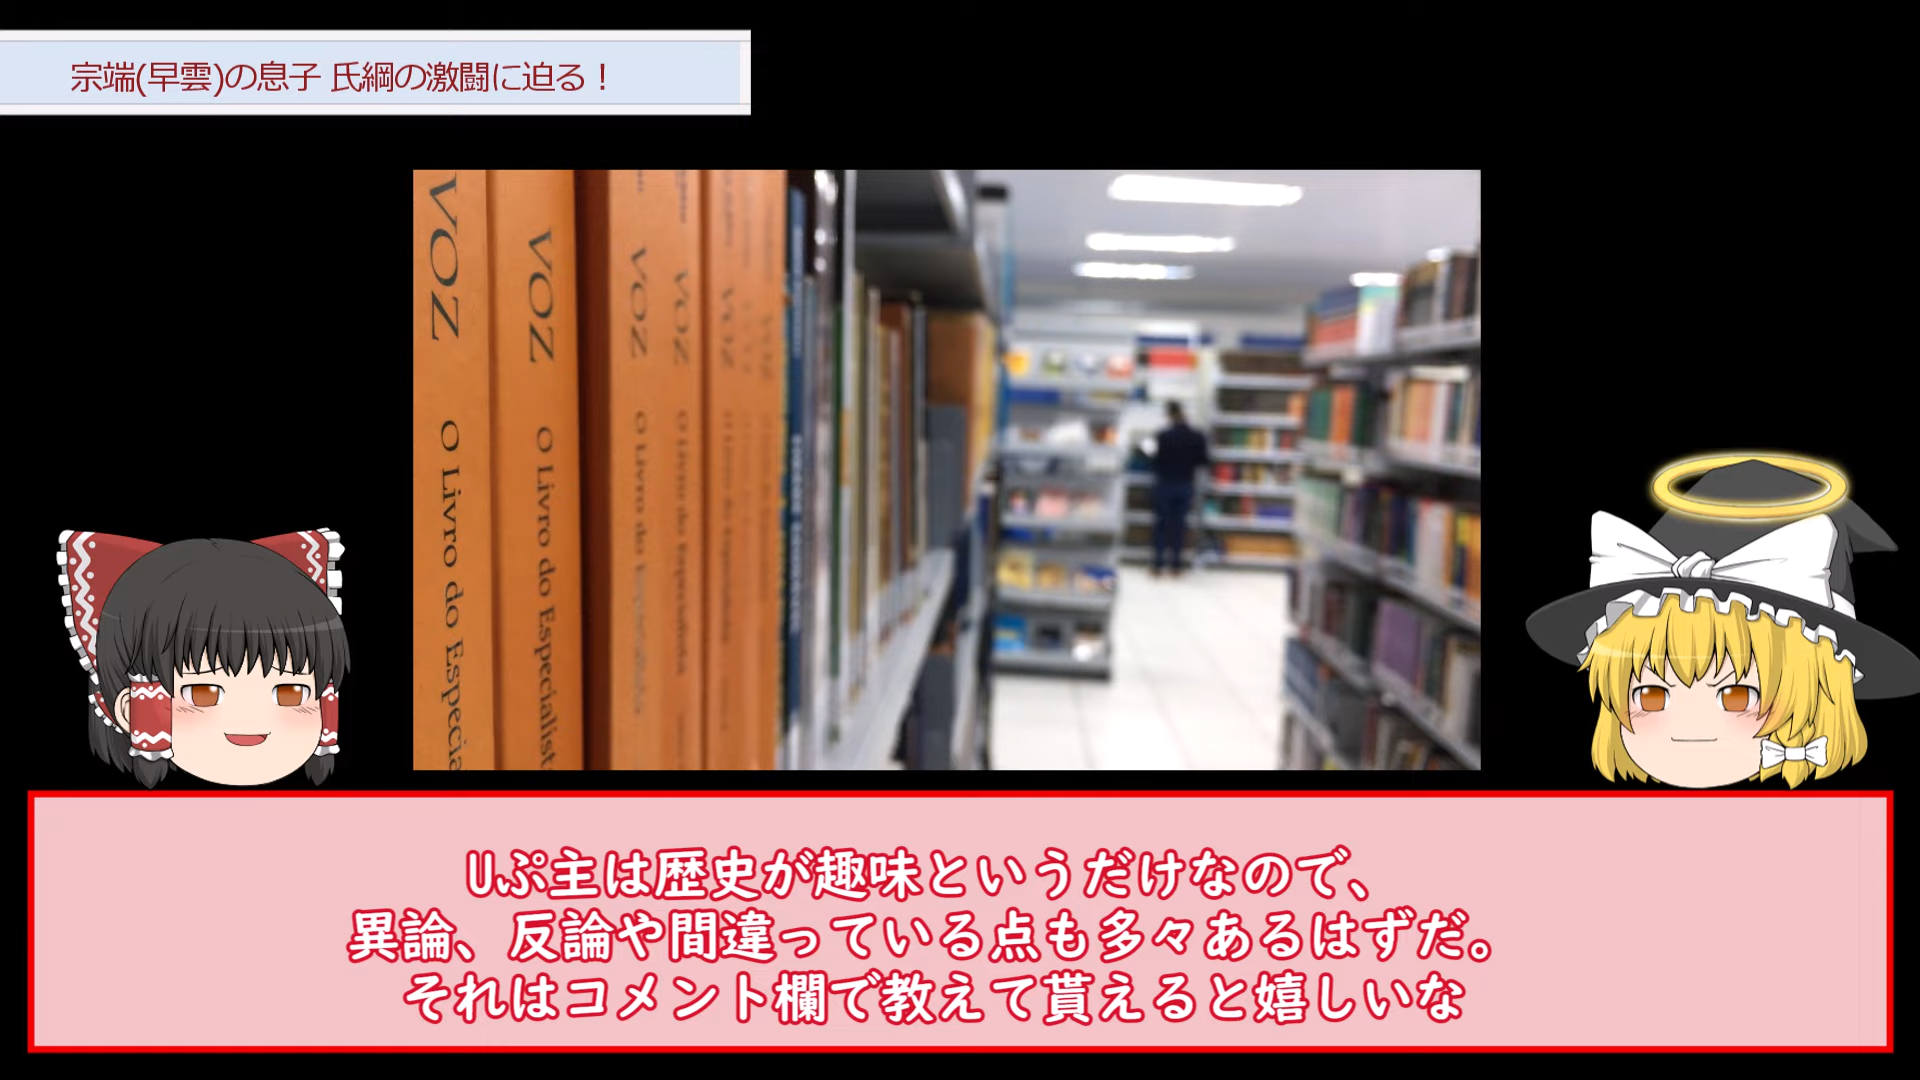 宗端(早雲)の息子 氏綱の激闘に迫る！
VOZ O Livro do Especia
VOZ O Livro do Especialist
VOZ
VOZ
VOZ
Uぷ主は歴史が趣味というだけなので、
異論、反論や間違っている点も多々あるはずだ。
それはコメント欄で教えて貰えると嬉しいな